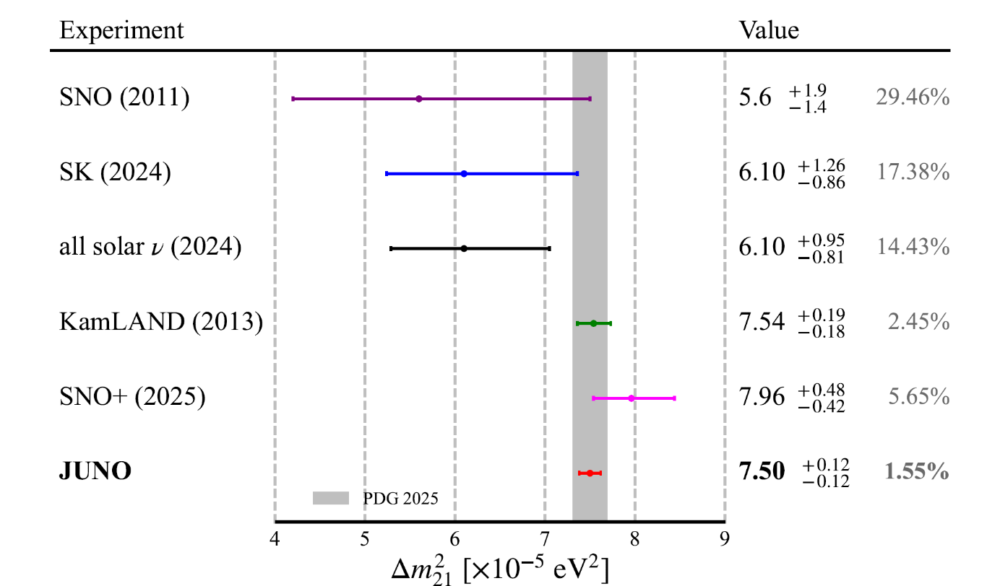 Experiment Value
SNO (2011) 5.6 +1.9 −1.4 29.46%
SK (2024) 6.10 +1.26 −0.86 17.38%
all solar ν (2024) 6.10 +0.95 −0.81 14.43%
KamLAND (2013) 7.54 +0.19 −0.18 2.45%
SNO+ (2025) 7.96 +0.48 −0.42 5.65%
JUNO 7.50 +0.12 −0.12 1.55%
PDG 2025
4 5 6 7 8 9
Δm²₂₁ [×10⁻⁵ eV²]